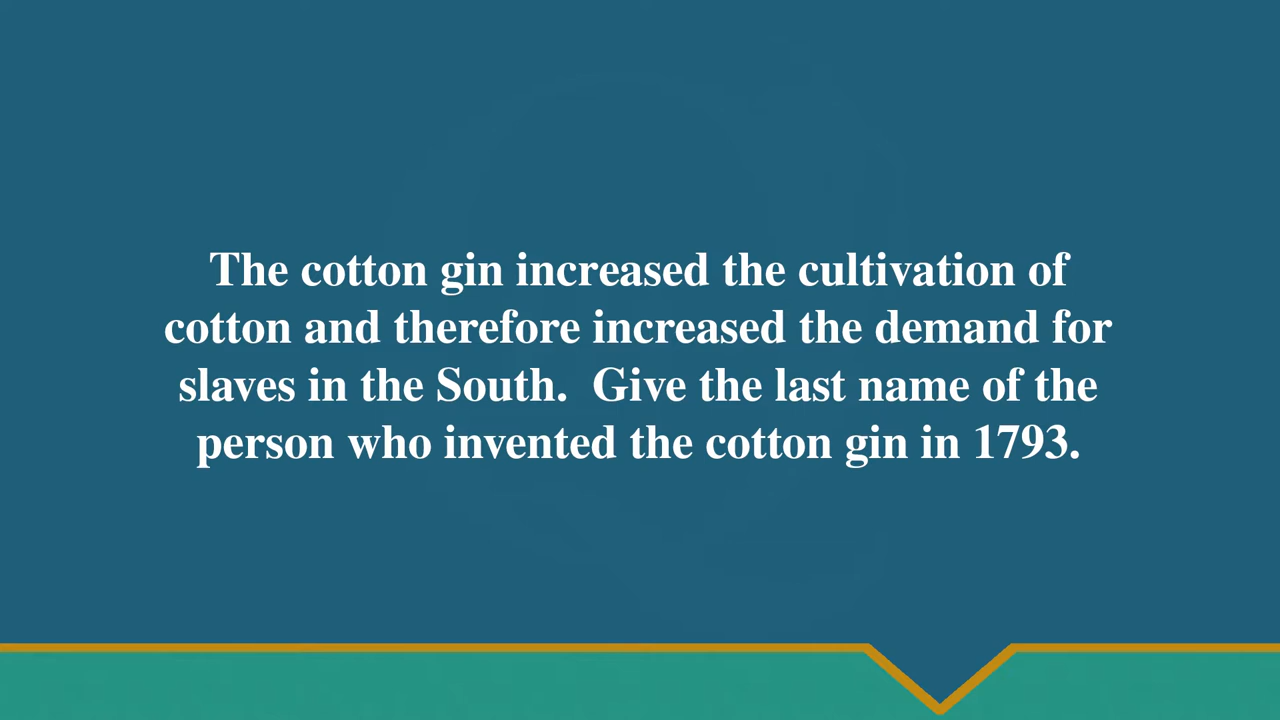 The cotton gin increased the cultivation of
cotton and therefore increased the demand for
slaves in the South.  Give the last name of the
person who invented the cotton gin in 1793.